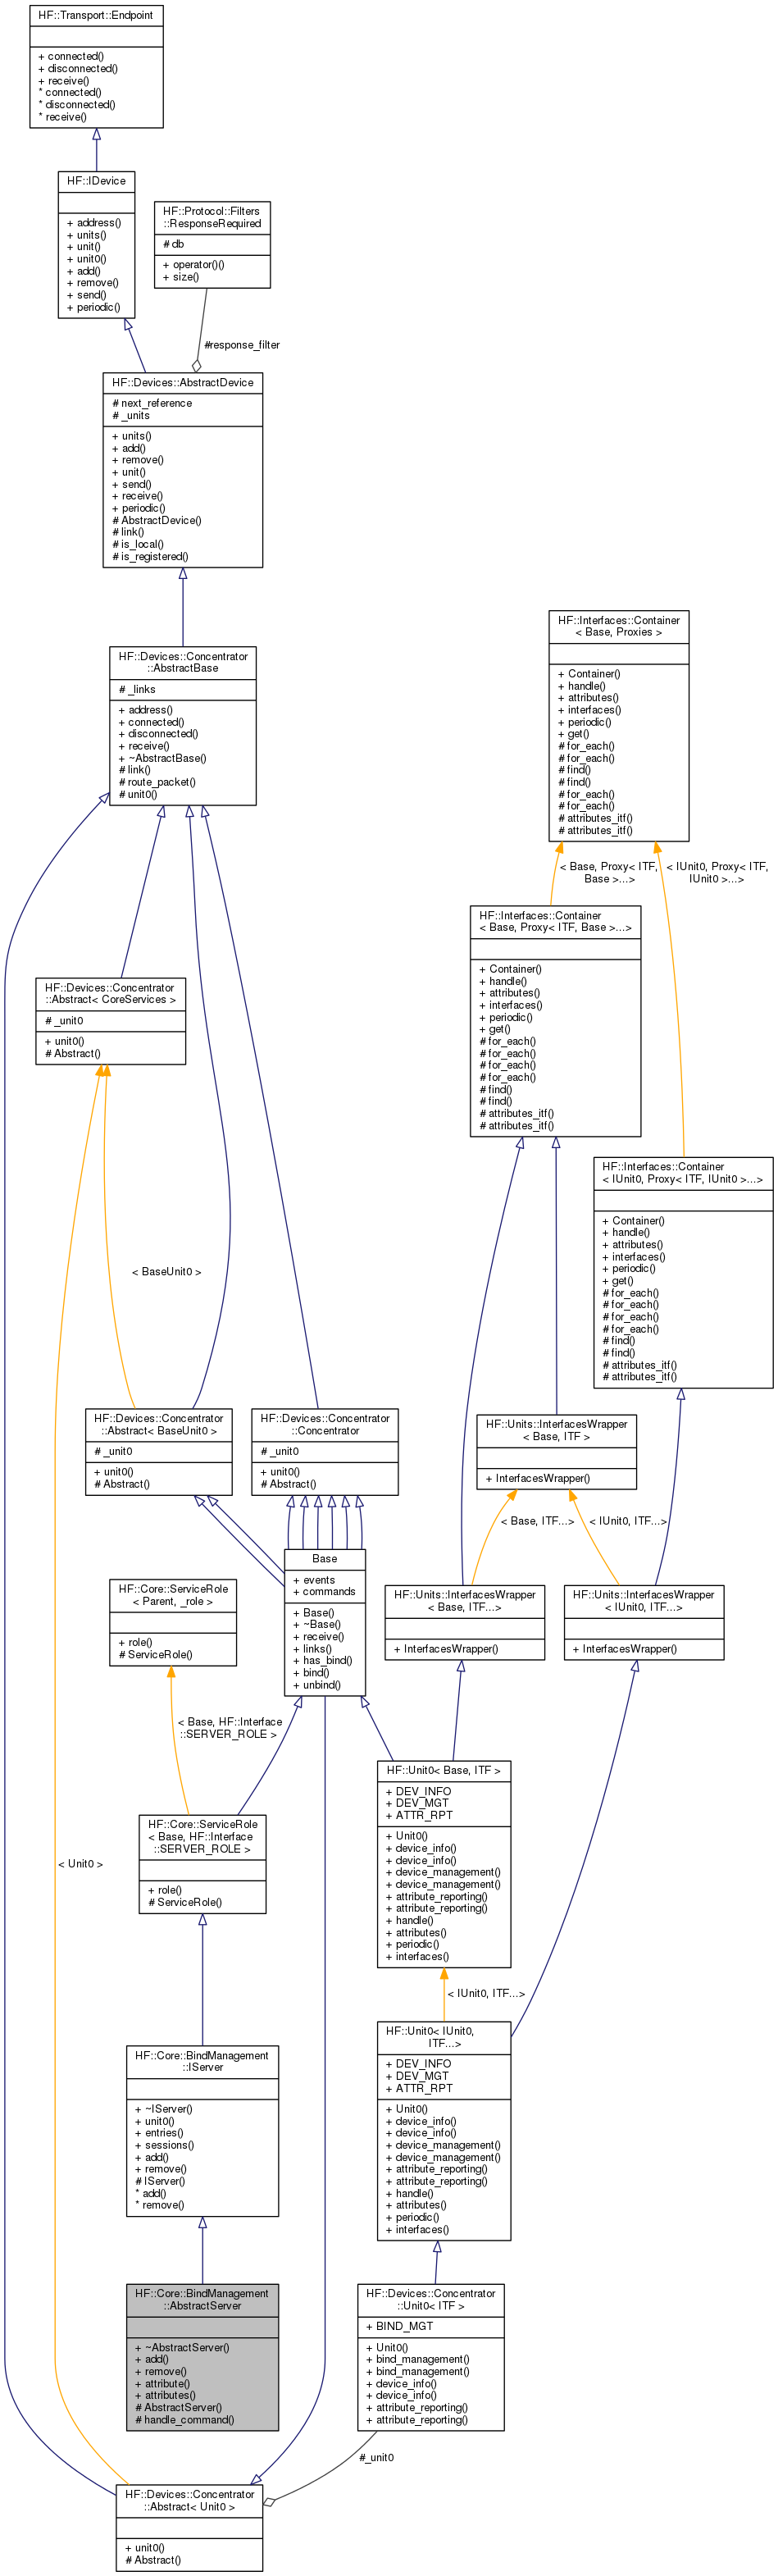 HF::Transport::Endpoint
+ connected()
+ disconnected()
+ receive()
* connected()
* disconnected()
* receive()
HF::IDevice
+ address()
+ units()
+ unit()
+ unit0()
+ add()
+ remove()
+ send()
+ periodic()
HF::Protocol::Filters
::ResponseRequired
# db
+ operator()()
+ size()
#response_filter
HF::Devices::AbstractDevice
# next_reference
# _units
+ units()
+ add()
+ remove()
+ unit()
+ send()
+ receive()
+ periodic()
# AbstractDevice()
# link()
# is_local()
# is_registered()
HF::Devices::Concentrator
::AbstractBase
# _links
+ address()
+ connected()
+ disconnected()
+ receive()
+ ~AbstractBase()
# link()
# route_packet()
# unit0()
HF::Interfaces::Container
< Base, Proxies >
+ Container()
+ handle()
+ attributes()
+ interfaces()
+ periodic()
+ get()
# for_each()
# for_each()
# find()
# find()
# for_each()
# for_each()
# attributes_itf()
# attributes_itf()
< Base, Proxy< ITF,
Base >...>
< IUnit0, Proxy< ITF,
IUnit0 >...>
HF::Interfaces::Container
< Base, Proxy< ITF, Base >...>
+ Container()
+ handle()
+ attributes()
+ interfaces()
+ periodic()
+ get()
# for_each()
# for_each()
# for_each()
# for_each()
# find()
# find()
# attributes_itf()
# attributes_itf()
HF::Devices::Concentrator
::Abstract< CoreServices >
# _unit0
+ unit0()
# Abstract()
HF::Interfaces::Container
< IUnit0, Proxy< ITF, IUnit0 >...>
+ Container()
+ handle()
+ attributes()
+ interfaces()
+ periodic()
+ get()
# for_each()
# for_each()
# for_each()
# for_each()
# find()
# find()
# attributes_itf()
# attributes_itf()
< BaseUnit0 >
HF::Devices::Concentrator
::Abstract< BaseUnit0 >
# _unit0
+ unit0()
# Abstract()
HF::Devices::Concentrator
::Concentrator
# _unit0
+ unit0()
# Abstract()
HF::Units::InterfacesWrapper
< Base, ITF >
+ InterfacesWrapper()
< Base, ITF...>
< IUnit0, ITF...>
Base
+ events
+ commands
+ Base()
+ ~Base()
+ receive()
+ links()
+ has_bind()
+ bind()
+ unbind()
HF::Core::ServiceRole
< Parent, _role >
+ role()
# ServiceRole()
HF::Units::InterfacesWrapper
< Base, ITF...>
+ InterfacesWrapper()
HF::Units::InterfacesWrapper
< IUnit0, ITF...>
+ InterfacesWrapper()
< Base, HF::Interface
::SERVER_ROLE >
HF::Unit0< Base, ITF >
+ DEV_INFO
+ DEV_MGT
+ ATTR_RPT
+ Unit0()
+ device_info()
+ device_info()
+ device_management()
+ device_management()
+ attribute_reporting()
+ attribute_reporting()
+ handle()
+ attributes()
+ periodic()
+ interfaces()
HF::Core::ServiceRole
< Base, HF::Interface
::SERVER_ROLE >
+ role()
# ServiceRole()
< Unit0 >
< IUnit0, ITF...>
HF::Unit0< IUnit0,
ITF...>
+ DEV_INFO
+ DEV_MGT
+ ATTR_RPT
+ Unit0()
+ device_info()
+ device_info()
+ device_management()
+ device_management()
+ attribute_reporting()
+ attribute_reporting()
+ handle()
+ attributes()
+ periodic()
+ interfaces()
HF::Core::BindManagement
::IServer
+ ~IServer()
+ unit0()
+ entries()
+ sessions()
+ add()
+ remove()
# IServer()
* add()
* remove()
HF::Core::BindManagement
::AbstractServer
+ ~AbstractServer()
+ add()
+ remove()
+ attribute()
+ attributes()
# AbstractServer()
# handle_command()
HF::Devices::Concentrator
::Unit0< ITF >
+ BIND_MGT
+ Unit0()
+ bind_management()
+ bind_management()
+ device_info()
+ device_info()
+ attribute_reporting()
+ attribute_reporting()
#_unit0
HF::Devices::Concentrator
::Abstract< Unit0 >
+ unit0()
# Abstract()